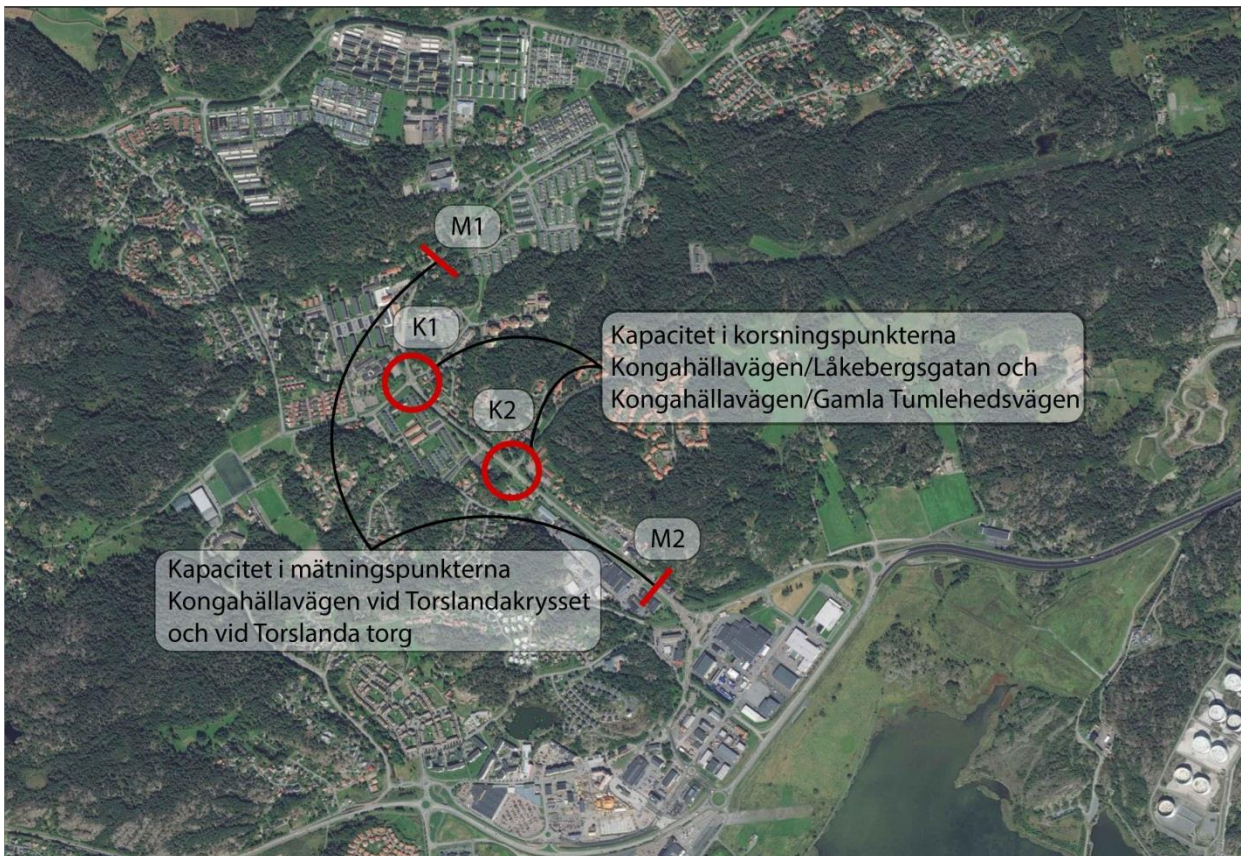 M1
K1
Kapacitet i korsningspunkterna
Kongahällavägen/Låkebergsgatan och
Kongahällavägen/Gamla Tumlehedsvägen
K2
M2
Kapacitet i mätningspunkterna
Kongahällavägen vid Torslandakrysset
och vid Torslanda torg